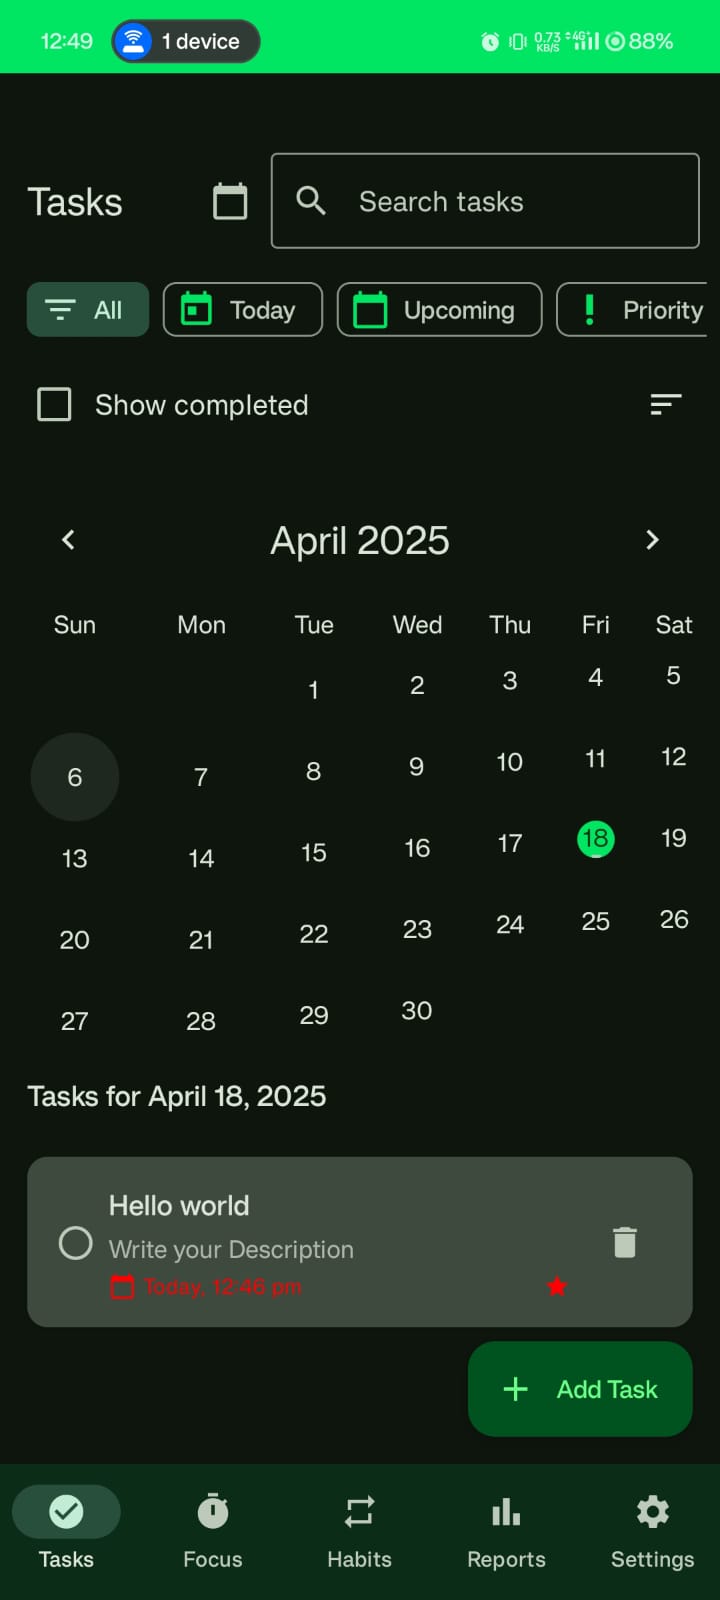 12:49 1 device 0.73 KB/S 4G+ 88%
Tasks Search tasks
All Today Upcoming Priority
Show completed
April 2025
Sun Mon Tue Wed Thu Fri Sat
1 2 3 4 5
6 7 8 9 10 11 12
13 14 15 16 17 18 19
20 21 22 23 24 25 26
27 28 29 30
Tasks for April 18, 2025
Hello world
Write your Description
Today, 12:46 pm
Add Task
Tasks Focus Habits Reports Settings